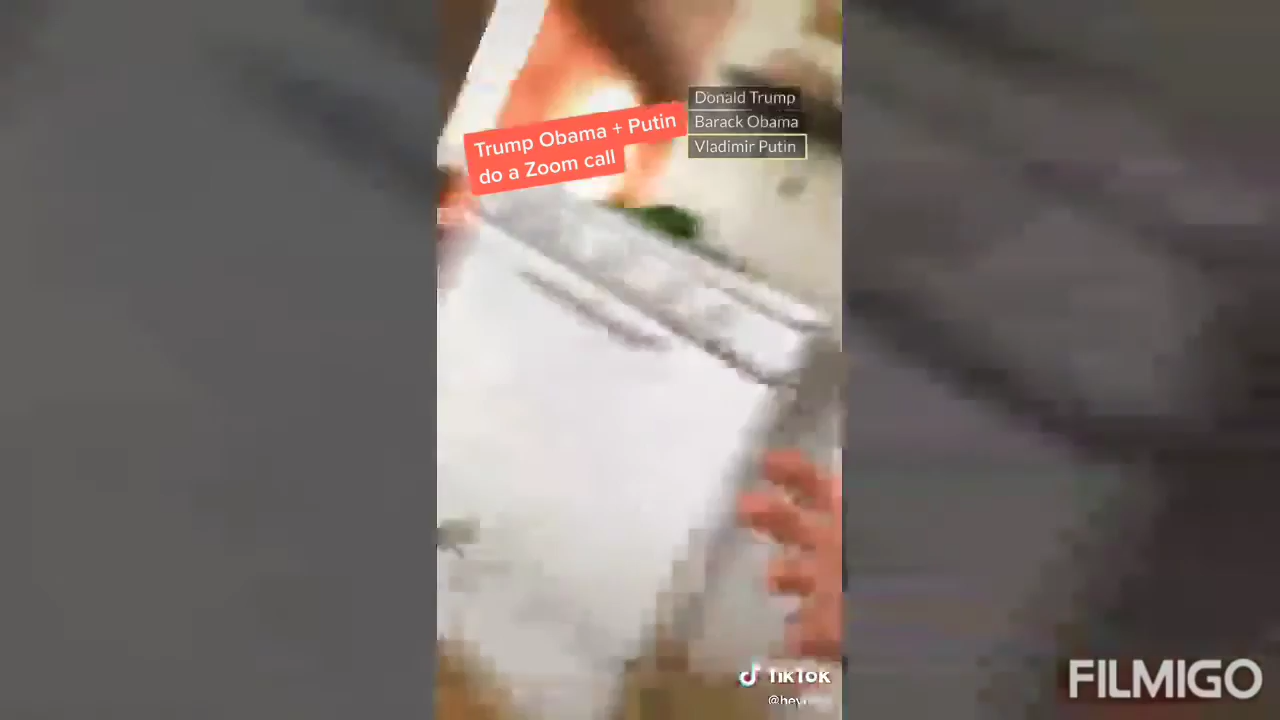 Donald Trump
Barack Obama
Vladimir Putin
Trump Obama + Putin
do a Zoom call
TikTok
FILMIGO